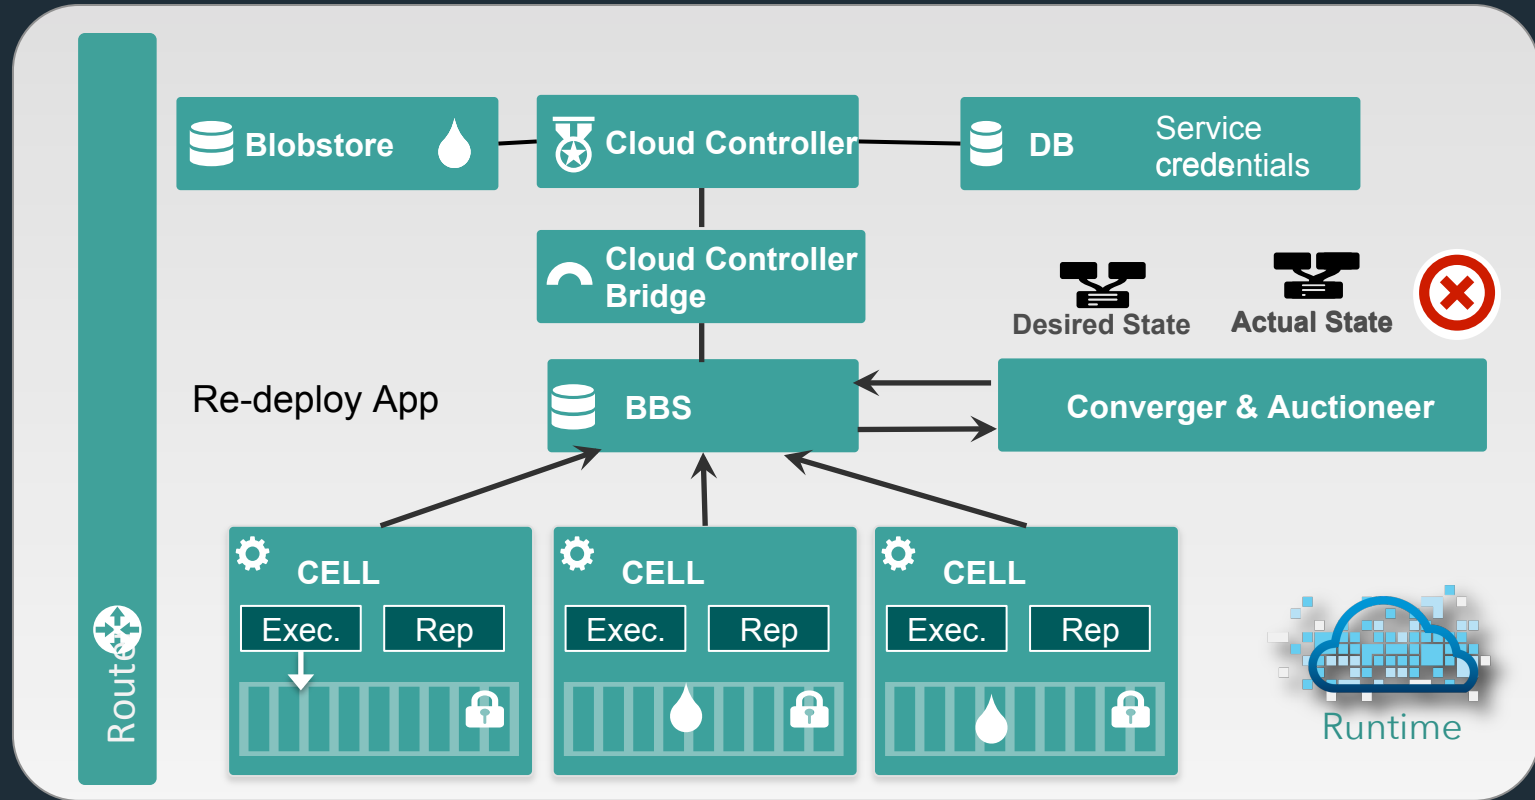 Blobstore
Cloud Controller
DB
Service
credentials
Cloud Controller
Bridge
Desired State
Actual State
Re-deploy App
BBS
Converger & Auctioneer
CELL
Exec.
Rep
CELL
Exec.
Rep
CELL
Exec.
Rep
Router
Runtime